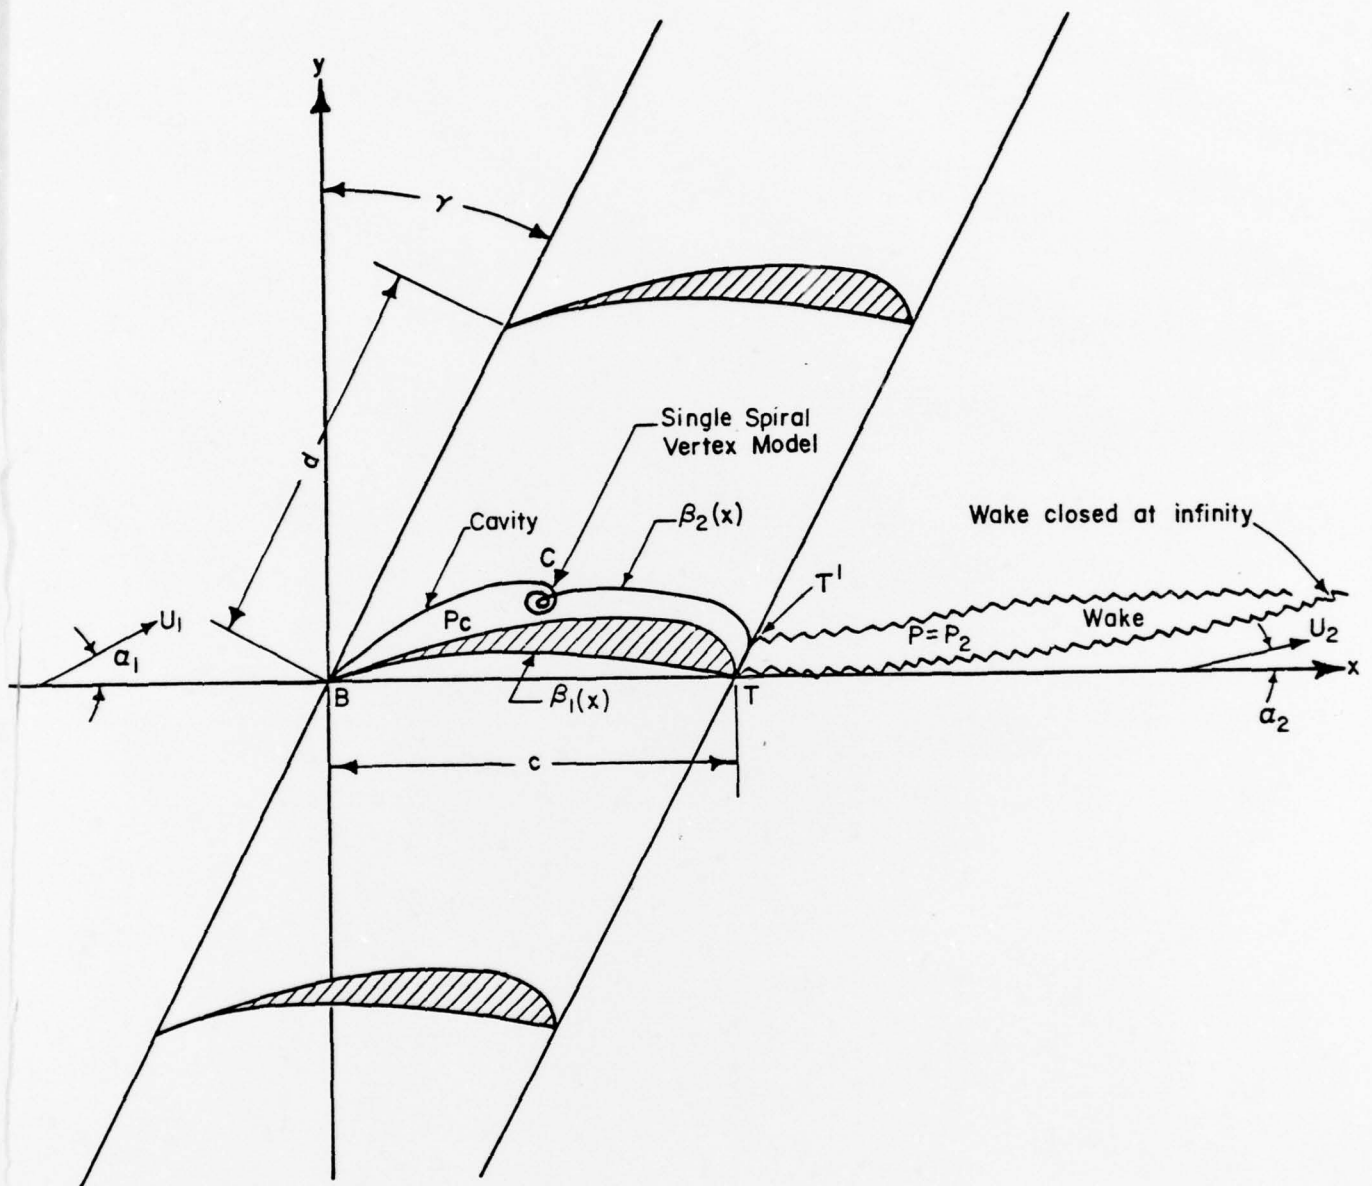 y
γ
d
Single Spiral
Vertex Model
Cavity
β₂(x)
Wake closed at infinity
C
T'
U₁
Pc
P=P₂
Wake
U₂
α₁
x
B
β₁(x)
T
α₂
c